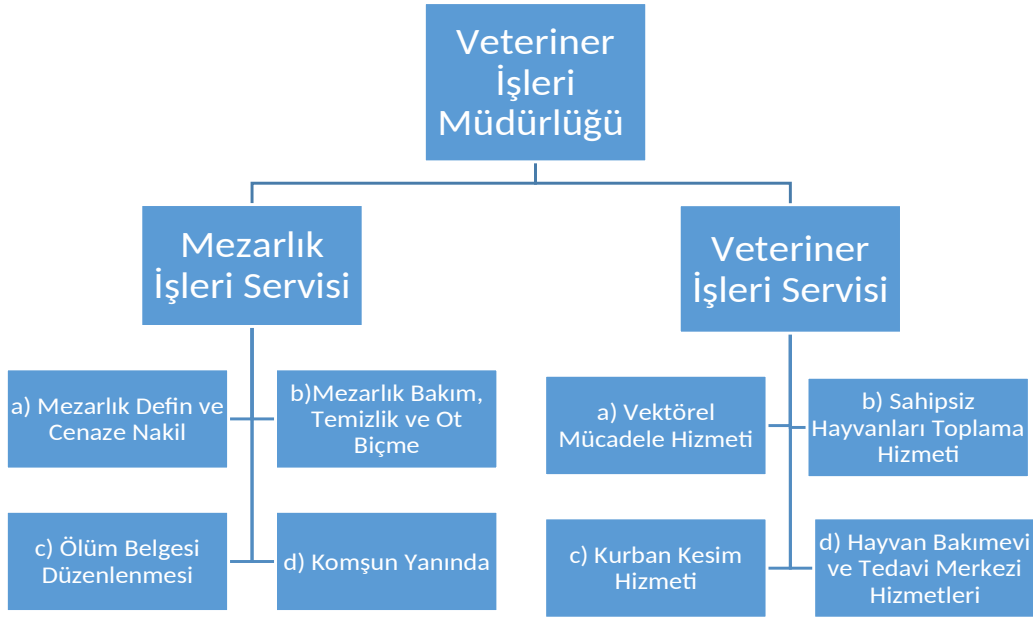 Veteriner
İşleri
Müdürlüğü
Mezarlık
İşleri Servisi
a) Mezarlık Defin ve
Cenaze Nakil
b)Mezarlık Bakım,
Temizlik ve Ot
Biçme
c) Ölüm Belgesi
Düzenlenmesi
d) Komşun Yanında
Veteriner
İşleri Servisi
a) Vektörel
Mücadele Hizmeti
b) Sahipsiz
Hayvanları Toplama
Hizmeti
c) Kurban Kesim
Hizmeti
d) Hayvan Bakımevi
ve Tedavi Merkezi
Hizmetleri